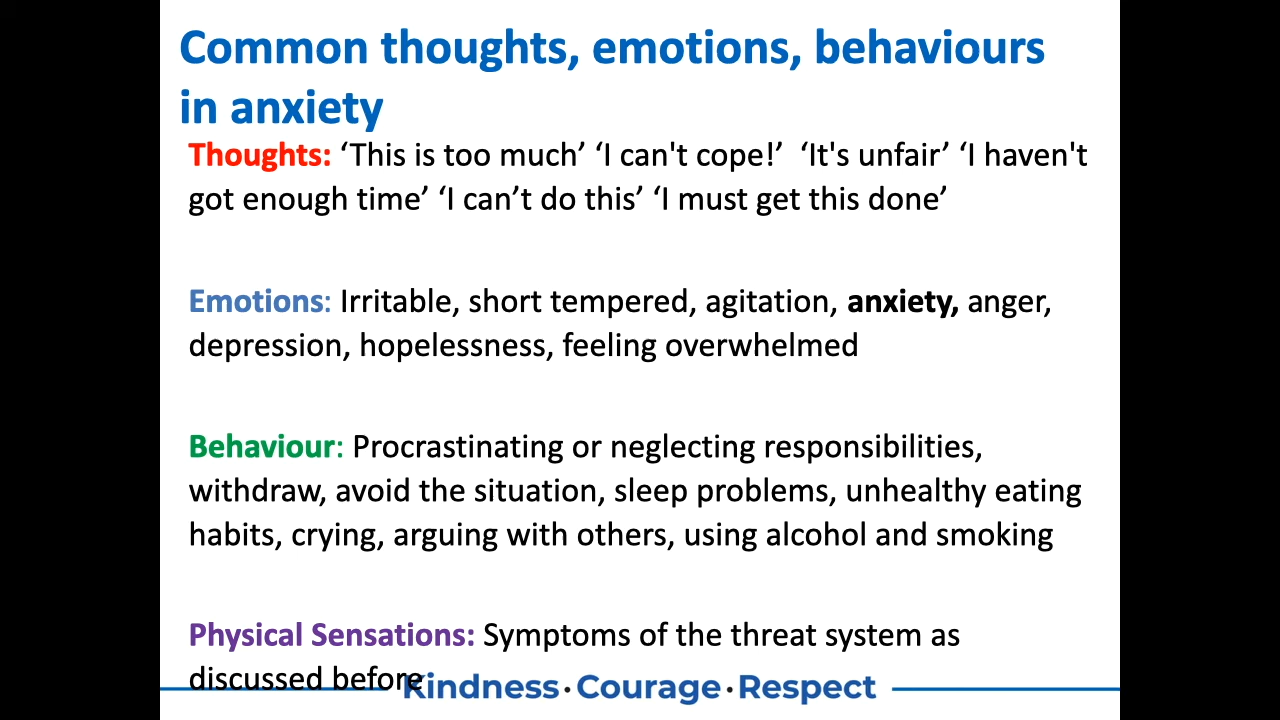 Common thoughts, emotions, behaviours
in anxiety
Thoughts: ‘This is too much’ ‘I can't cope!’  ‘It's unfair’ ‘I haven't
got enough time’ ‘I can’t do this’ ‘I must get this done’
Emotions: Irritable, short tempered, agitation, anxiety, anger,
depression, hopelessness, feeling overwhelmed
Behaviour: Procrastinating or neglecting responsibilities,
withdraw, avoid the situation, sleep problems, unhealthy eating
habits, crying, arguing with others, using alcohol and smoking
Physical Sensations: Symptoms of the threat system as
discussed before
Kindness · Courage · Respect